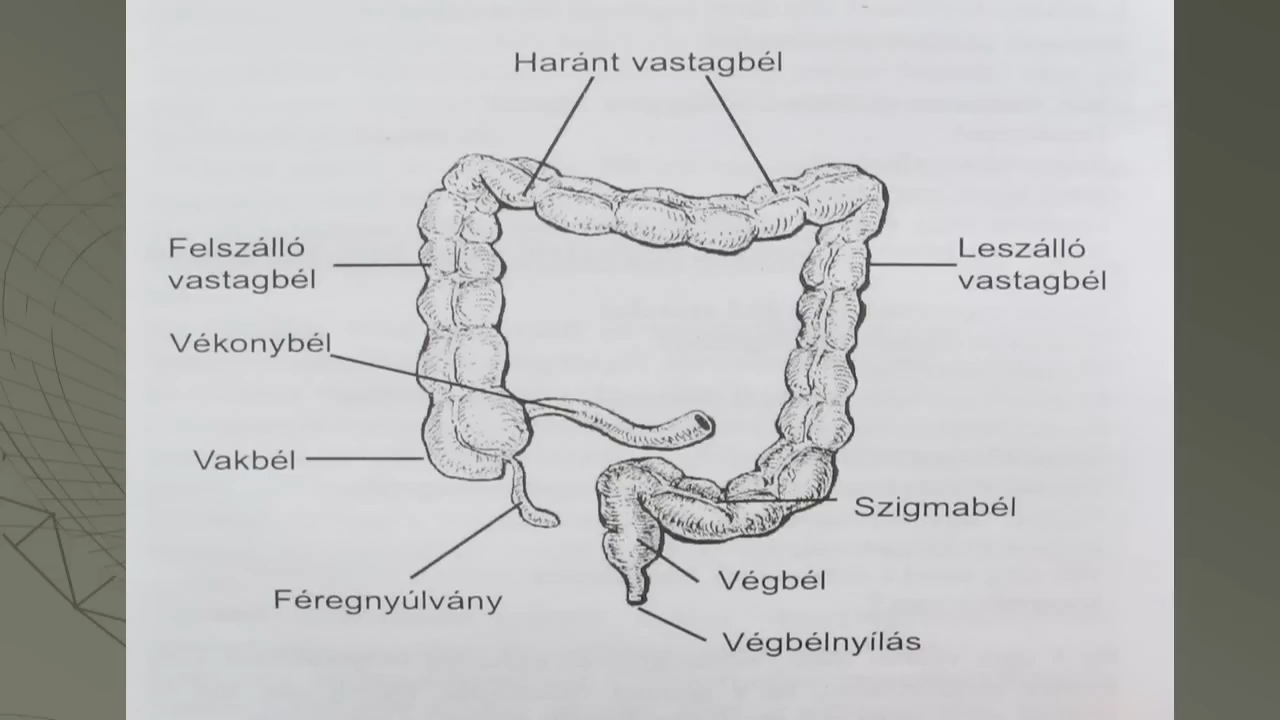 Haránt vastagbél
Felszálló
vastagbél
Leszálló
vastagbél
Vékonybél
Vakbél
Szigmabél
Végbél
Féregnyúlvány
Végbélnyílás